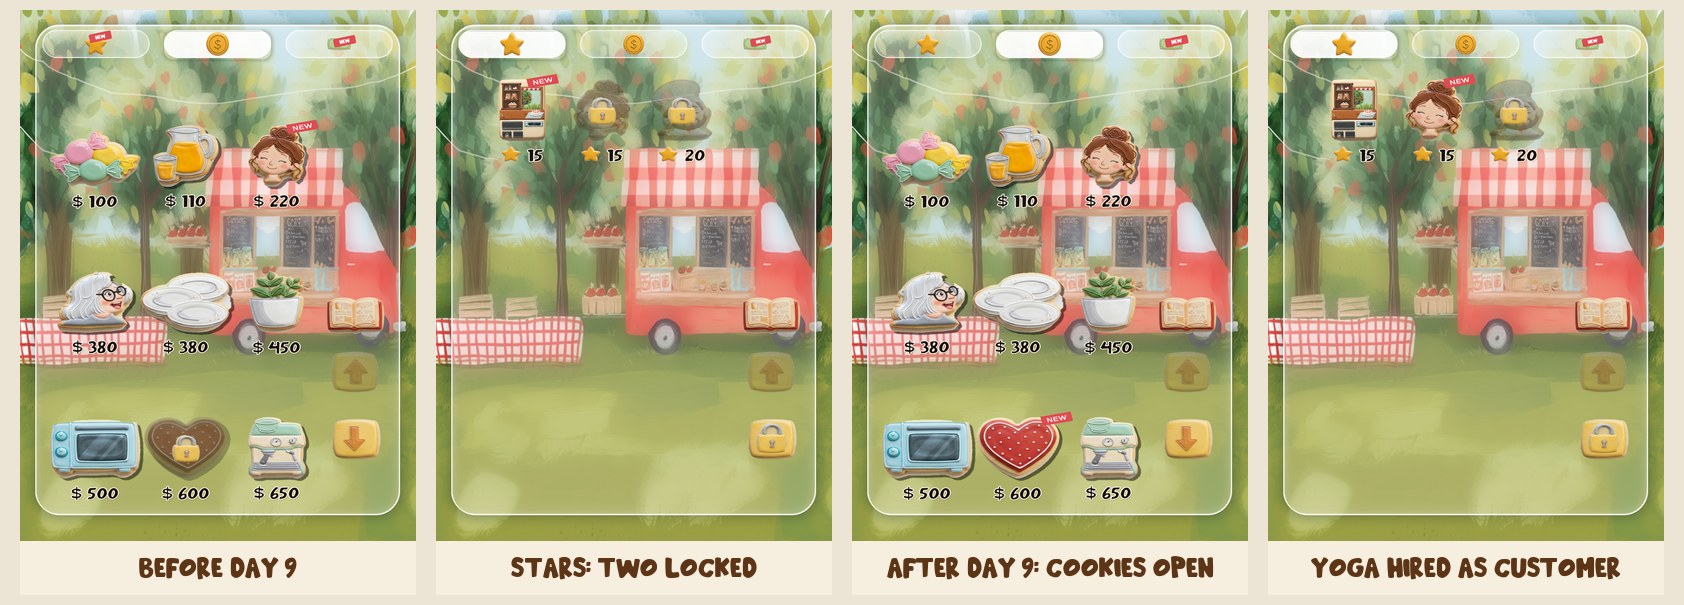 NEW
$
NEW
NEW
$ 100
$ 110
$ 220
$ 380
$ 380
$ 450
$ 500
$ 600
$ 650
BEFORE DAY 9
$
NEW
NEW
15
15
20
STARS: TWO LOCKED
$
NEW
$ 100
$ 110
$ 220
$ 380
$ 380
$ 450
NEW
$ 500
$ 600
$ 650
AFTER DAY 9: COOKIES OPEN
$
NEW
NEW
15
15
20
YOGA HIRED AS CUSTOMER